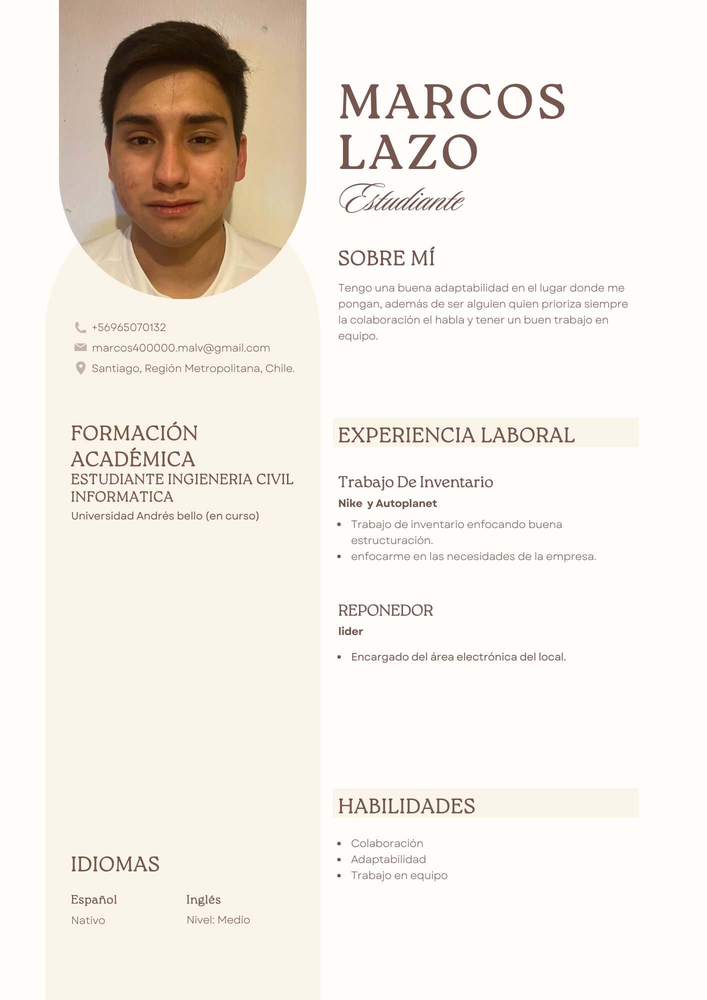 MARCOS
LAZO
Estudiante
SOBRE MÍ
Tengo una buena adaptabilidad en el lugar donde me
pongan, además de ser alguien quien prioriza siempre
la colaboración el habla y tener un buen trabajo en
equipo.
+56965070132
marcos400000.malv@gmail.com
Santiago, Región Metropolitana, Chile.
FORMACIÓN
ACADÉMICA
ESTUDIANTE INGIENERIA CIVIL
INFORMATICA
Universidad Andrés bello (en curso)
IDIOMAS
Español
Nativo
Inglés
Nivel: Medio
EXPERIENCIA LABORAL
Trabajo De Inventario
Nike y Autoplanet
• Trabajo de inventario enfocando buena
estructuración.
• enfocarme en las necesidades de la empresa.
REPONEDOR
lider
• Encargado del área electrónica del local.
HABILIDADES
• Colaboración
• Adaptabilidad
• Trabajo en equipo